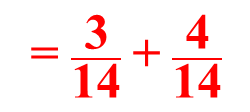 = 3/14 + 4/14